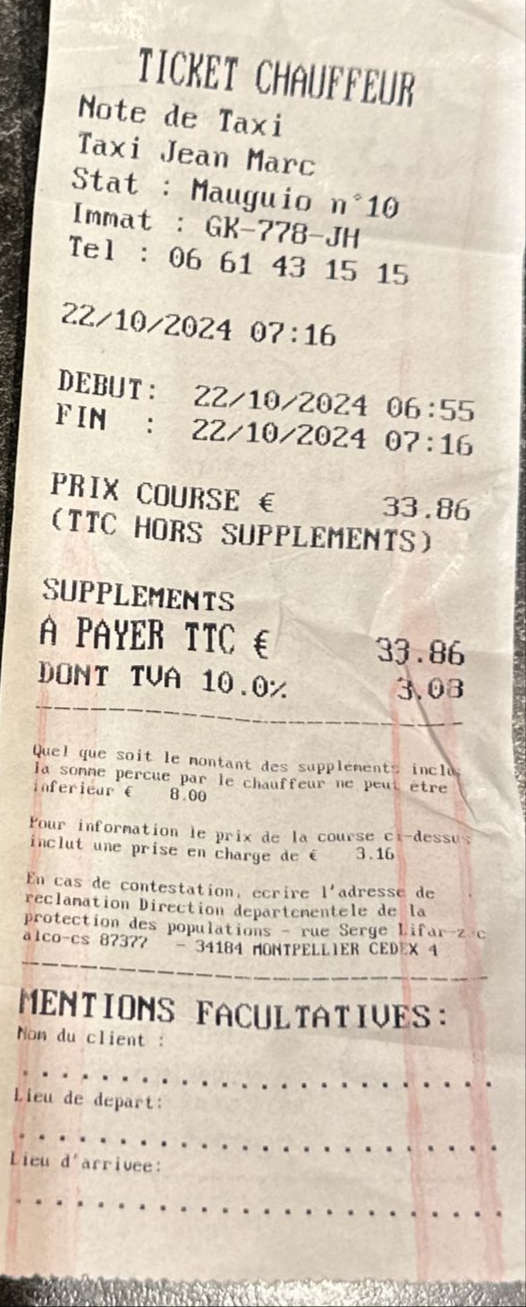 TICKET CHAUFFEUR
Note de Taxi
Taxi Jean Marc
Stat : Mauguio n°10
Immat : GK-778-JH
Tel : 06 61 43 15 15
22/10/2024 07:16
DEBUT: 22/10/2024 06:55
FIN : 22/10/2024 07:16
PRIX COURSE € 33.86
(TTC HORS SUPPLEMENTS)
SUPPLEMENTS
A PAYER TTC € 33.86
DONT TVA 10.0% 3.08
Quel que soit le montant des supplements inclus
la somme percue par le chauffeur ne peut etre
inferieur € 8.00
Pour information le prix de la course ci-dessus
inclut une prise en charge de € 3.16
En cas de contestation, ecrire l'adresse de
reclamation Direction departementele de la
protection des populations - rue Serge Lifar-z c
alco-cs 87377 - 34184 MONTPELLIER CEDEX 4
MENTIONS FACULTATIVES:
Nom du client :
Lieu de depart:
Lieu d'arrivee: